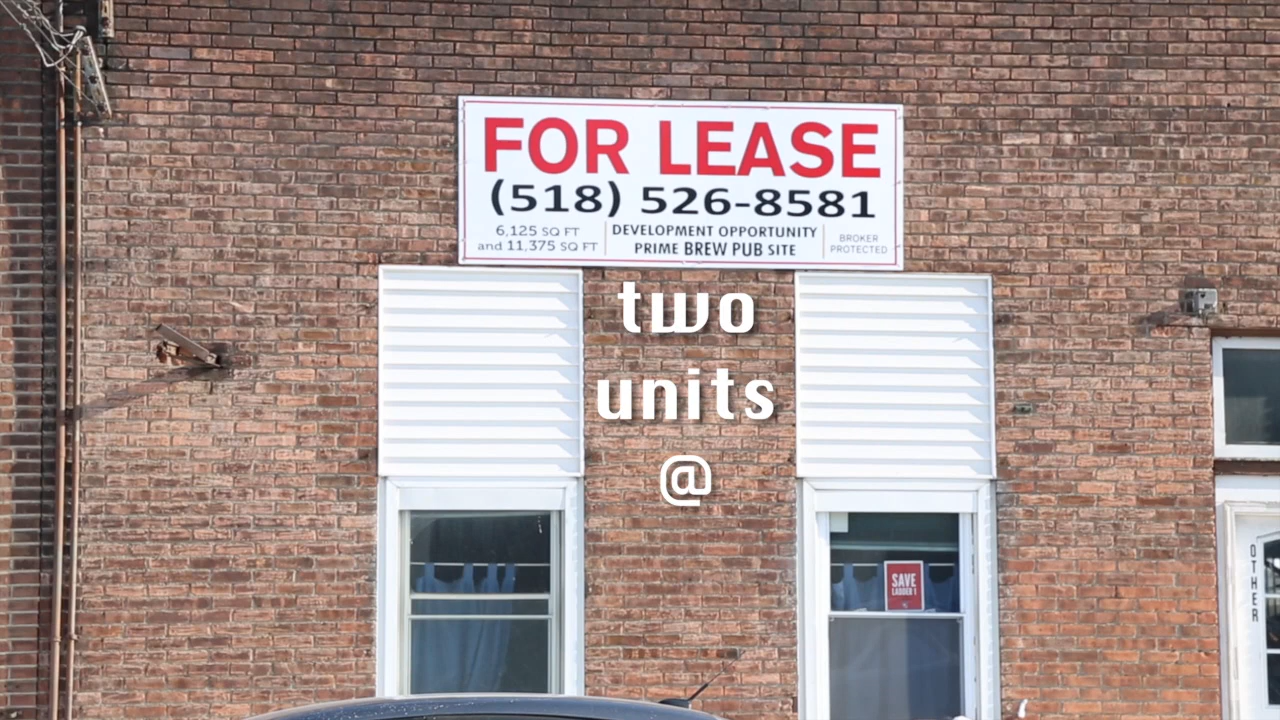 FOR LEASE
(518) 526-8581
6,125 SQ FT
and 11,375 SQ FT
DEVELOPMENT OPPORTUNITY
PRIME BREW PUB SITE
BROKER
PROTECTED
two
units
@
SAVE
LADDER 1
OTHER